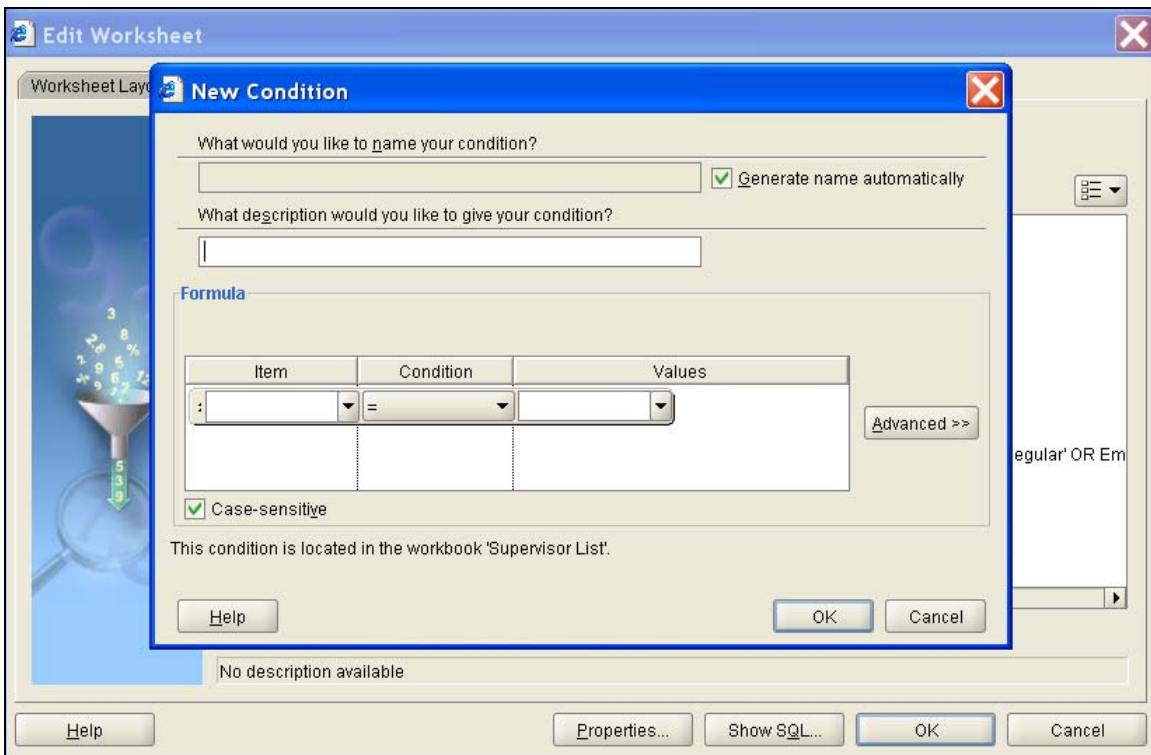 Edit Worksheet
Worksheet Layo
New Condition
What would you like to name your condition?
Generate name automatically
What description would you like to give your condition?
Formula
Item Condition Values
: =
Advanced >>
egular' OR Em
Case-sensitive
This condition is located in the workbook 'Supervisor List'.
Help OK Cancel
No description available
Help Properties... Show SQL... OK Cancel